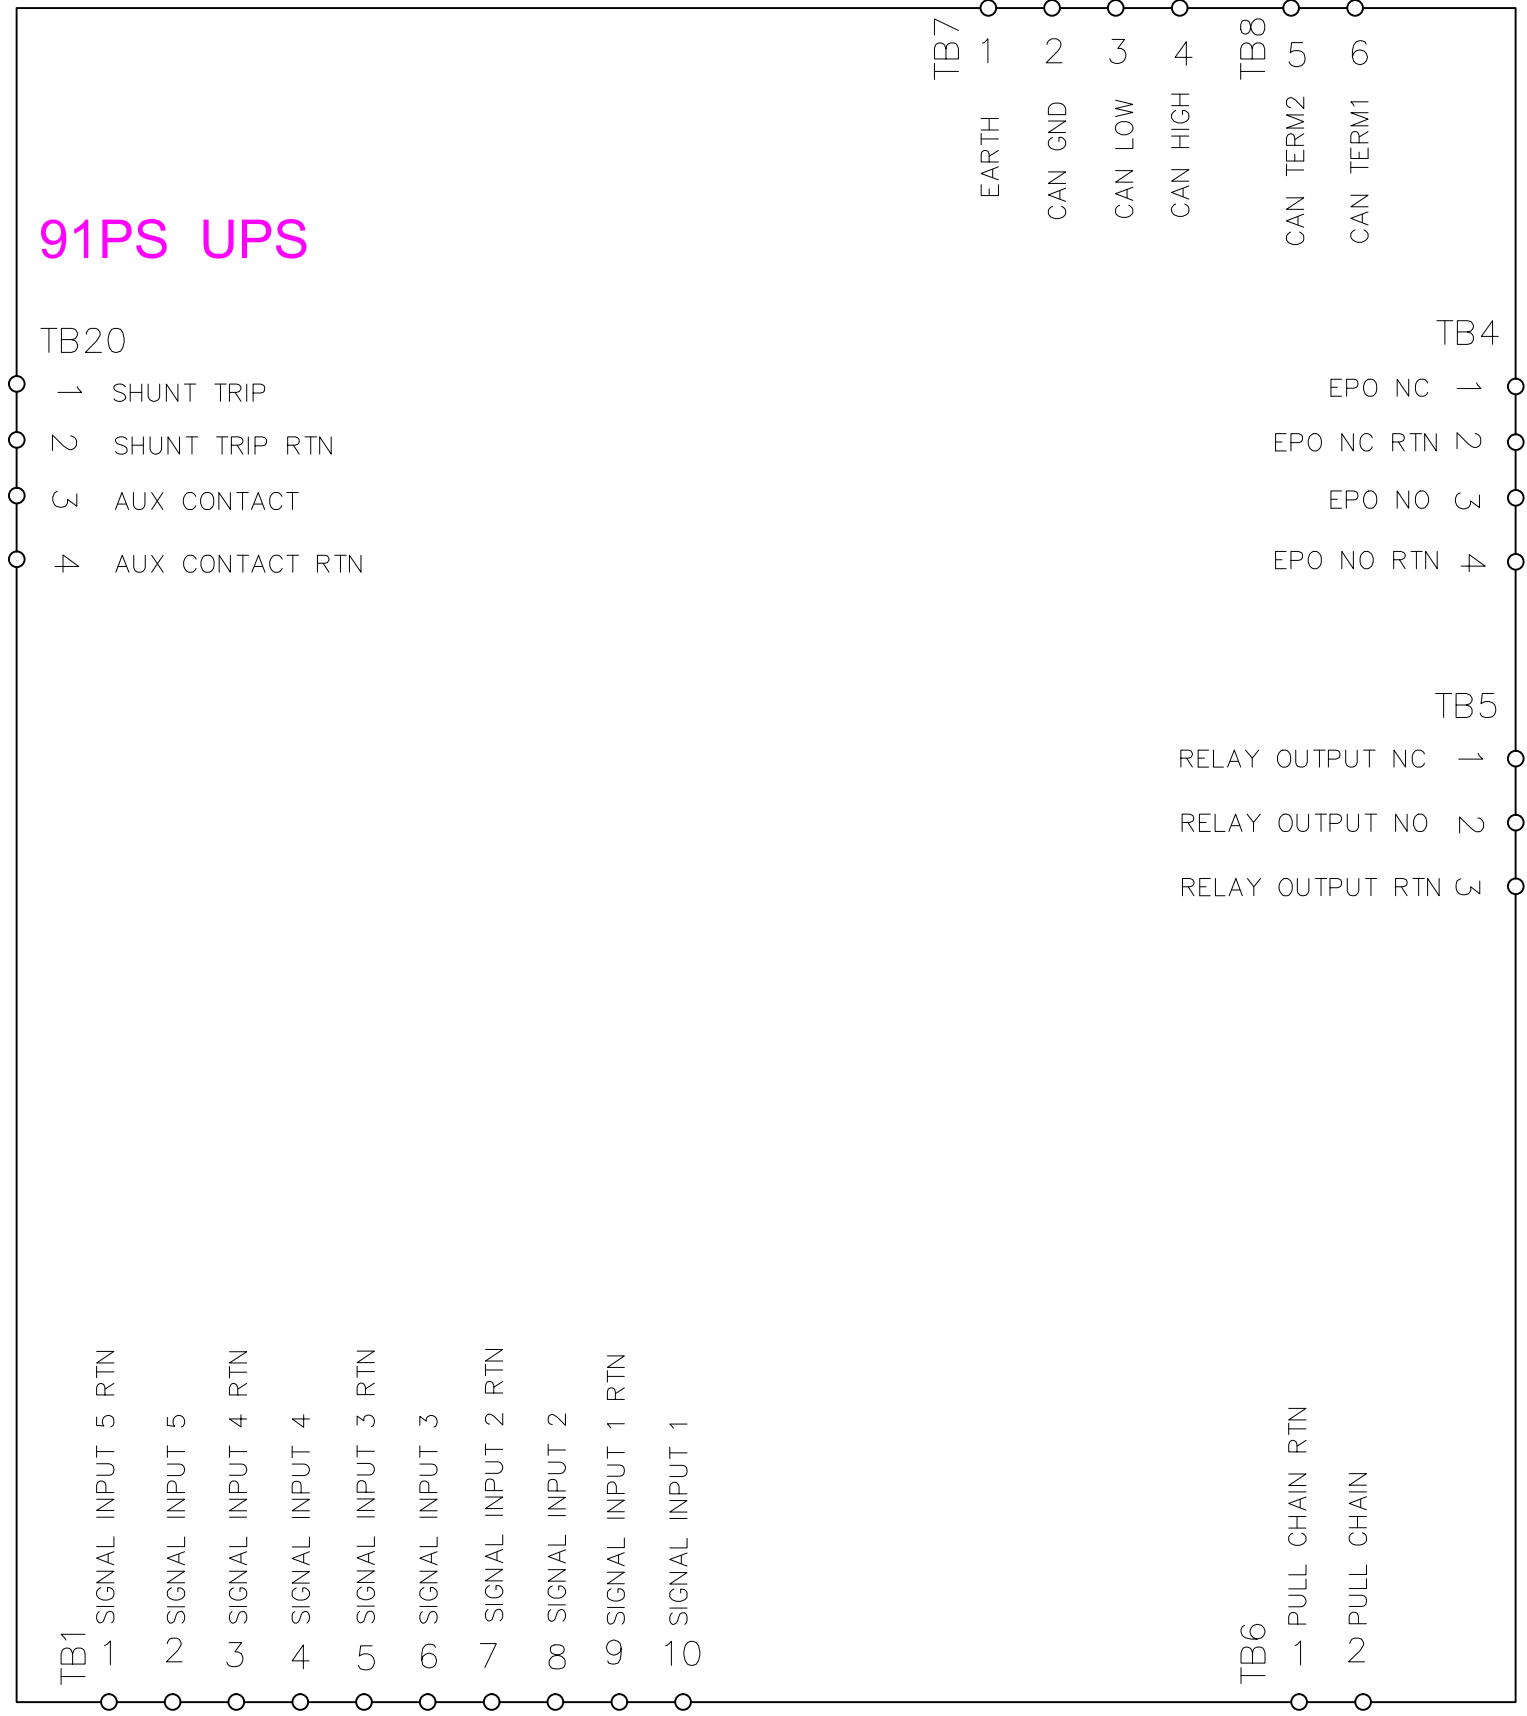 TB7 1 2 3 4 TB8 5 6
EARTH
CAN GND
CAN LOW
CAN HIGH
CAN TERM2
CAN TERM1
91PS UPS
TB20
1 SHUNT TRIP
2 SHUNT TRIP RTN
3 AUX CONTACT
4 AUX CONTACT RTN
TB4
EPO NC 1
EPO NC RTN 2
EPO NO 3
EPO NO RTN 4
TB5
RELAY OUTPUT NC 1
RELAY OUTPUT NO 2
RELAY OUTPUT RTN 3
SIGNAL INPUT 5 RTN
SIGNAL INPUT 5
SIGNAL INPUT 4 RTN
SIGNAL INPUT 4
SIGNAL INPUT 3 RTN
SIGNAL INPUT 3
SIGNAL INPUT 2 RTN
SIGNAL INPUT 2
SIGNAL INPUT 1 RTN
SIGNAL INPUT 1
TB1 1 2 3 4 5 6 7 8 9 10
PULL CHAIN RTN
PULL CHAIN
TB6 1 2